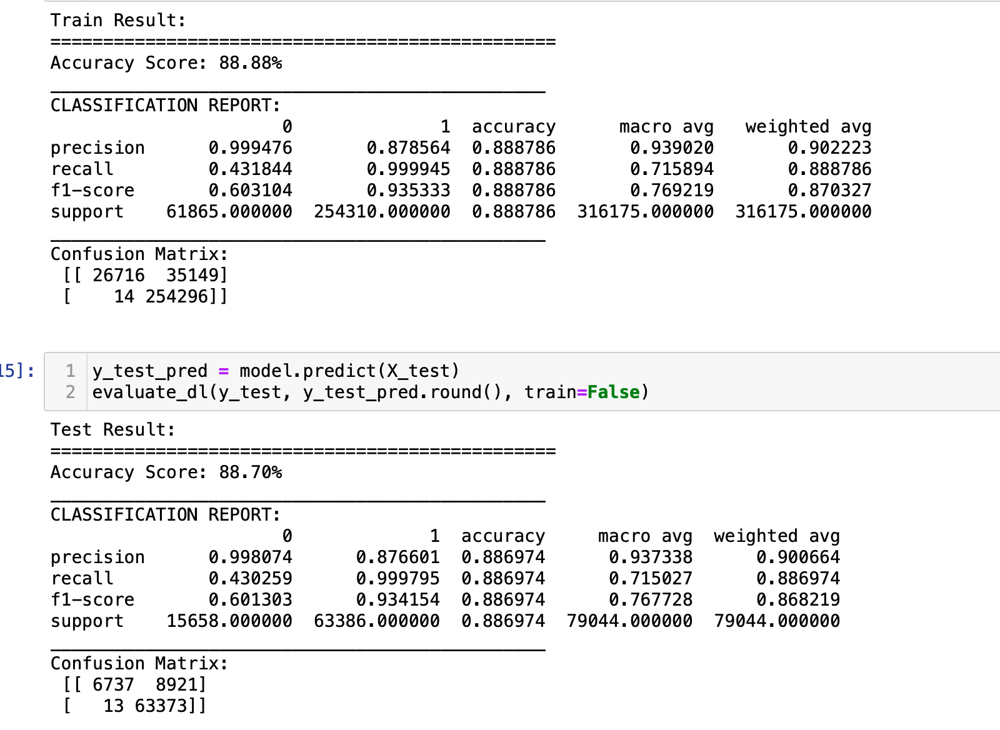 Train Result:
================================================
Accuracy Score: 88.88%
_______________________________________________
CLASSIFICATION REPORT:
                      0              1  accuracy      macro avg   weighted avg
precision      0.999476       0.878564  0.888786       0.939020       0.902223
recall         0.431844       0.999945  0.888786       0.715894       0.888786
f1-score       0.603104       0.935333  0.888786       0.769219       0.870327
support    61865.000000  254310.000000  0.888786  316175.000000  316175.000000
_______________________________________________
Confusion Matrix:
 [[ 26716  35149]
 [    14 254296]]
15]:
1 y_test_pred = model.predict(X_test)
2 evaluate_dl(y_test, y_test_pred.round(), train=False)
Test Result:
================================================
Accuracy Score: 88.70%
_______________________________________________
CLASSIFICATION REPORT:
                      0             1  accuracy     macro avg  weighted avg
precision      0.998074      0.876601  0.886974      0.937338      0.900664
recall         0.430259      0.999795  0.886974      0.715027      0.886974
f1-score       0.601303      0.934154  0.886974      0.767728      0.868219
support    15658.000000  63386.000000  0.886974  79044.000000  79044.000000
_______________________________________________
Confusion Matrix:
 [[ 6737  8921]
 [   13 63373]]